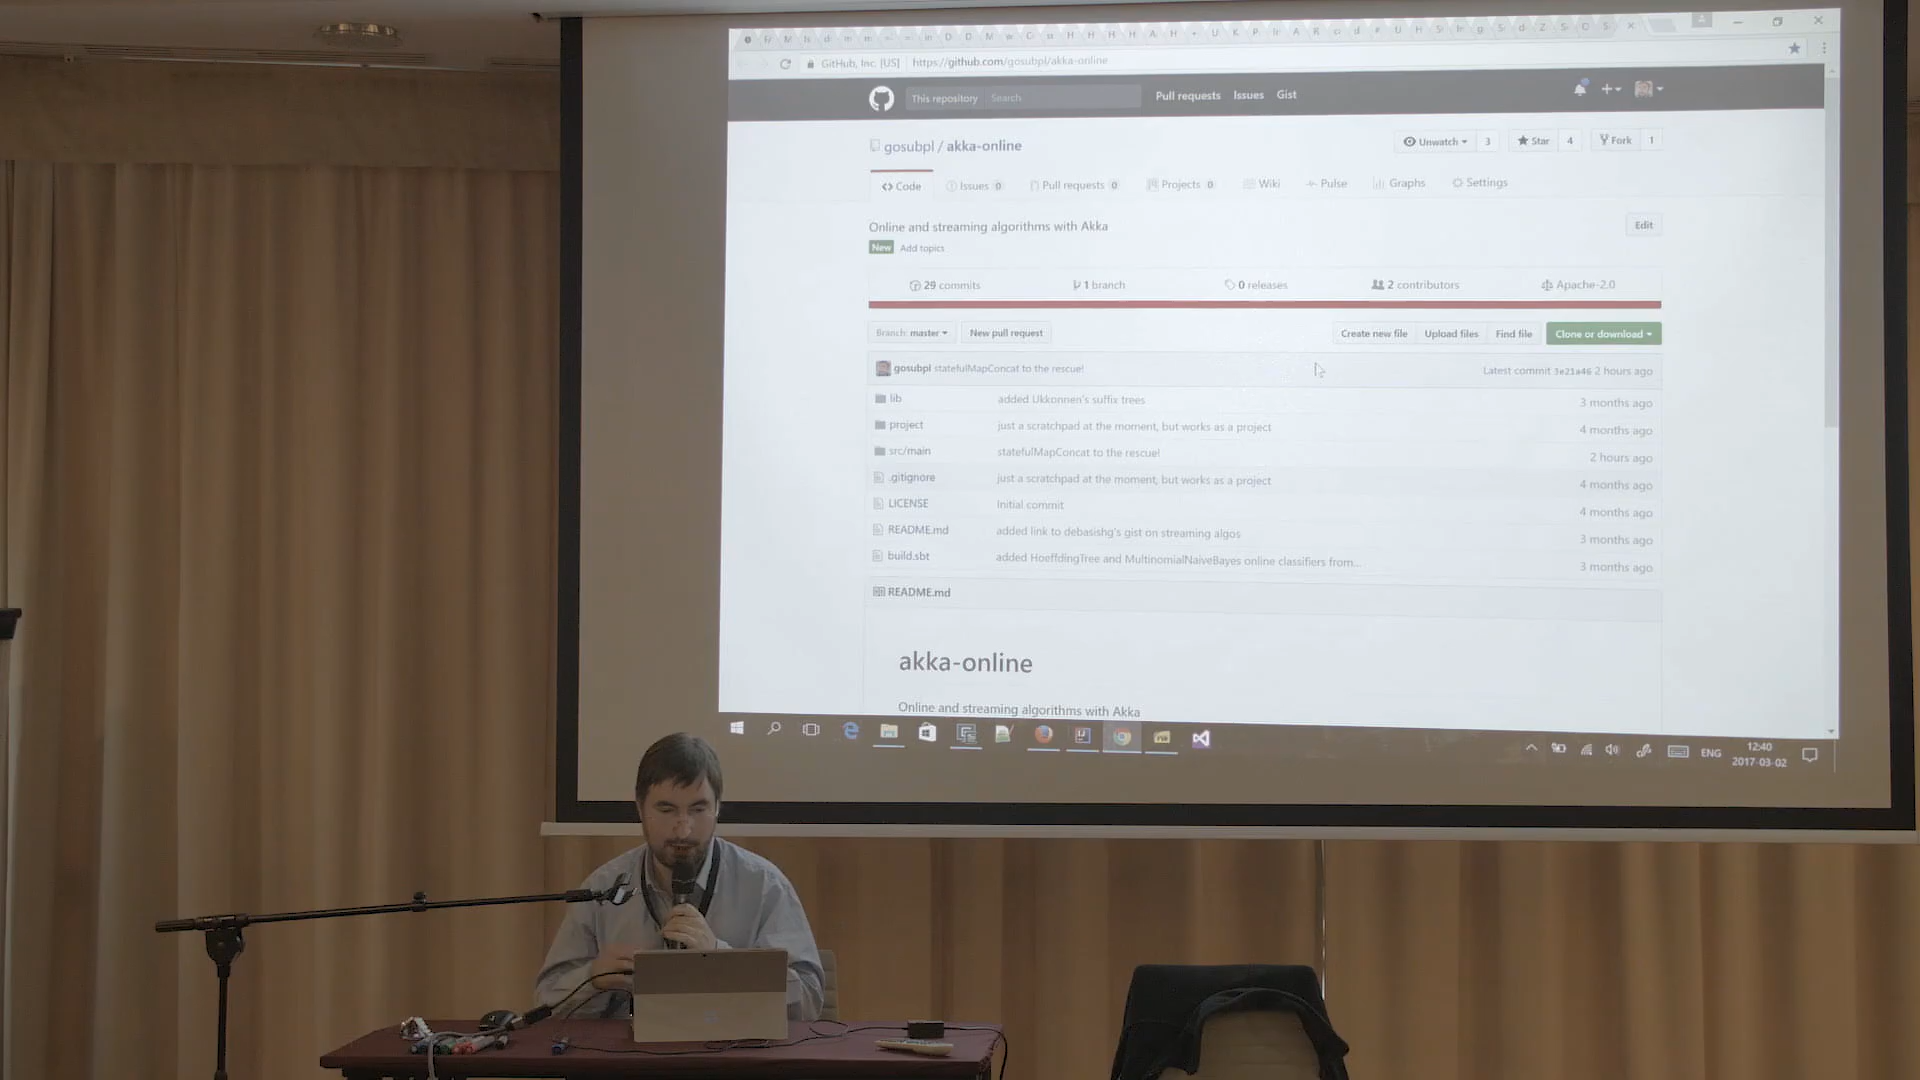 GitHub, Inc. [US] https://github.com/gosubpl/akka-online
This repository Search Pull requests Issues Gist
gosubpl / akka-online Unwatch 3 Star 4 Fork 1
Code Issues 0 Pull requests 0 Projects 0 Wiki Pulse Graphs Settings
Online and streaming algorithms with Akka Edit
New Add topics
29 commits 1 branch 0 releases 2 contributors Apache-2.0
Branch: master New pull request Create new file Upload files Find file Clone or download
gosubpl statefulMapConcat to the rescue! Latest commit 3e21a46 2 hours ago
lib added Ukkonen's suffix trees 3 months ago
project just a scratchpad at the moment, but works as a project 4 months ago
src/main statefulMapConcat to the rescue! 2 hours ago
.gitignore just a scratchpad at the moment, but works as a project 4 months ago
LICENSE Initial commit 4 months ago
README.md added link to debasishg's gist on streaming algos 3 months ago
build.sbt added HoeffdingTree and MultinomialNaiveBayes online classifiers from... 3 months ago
README.md
akka-online
Online and streaming algorithms with Akka
ENG 12:40
2017-03-02